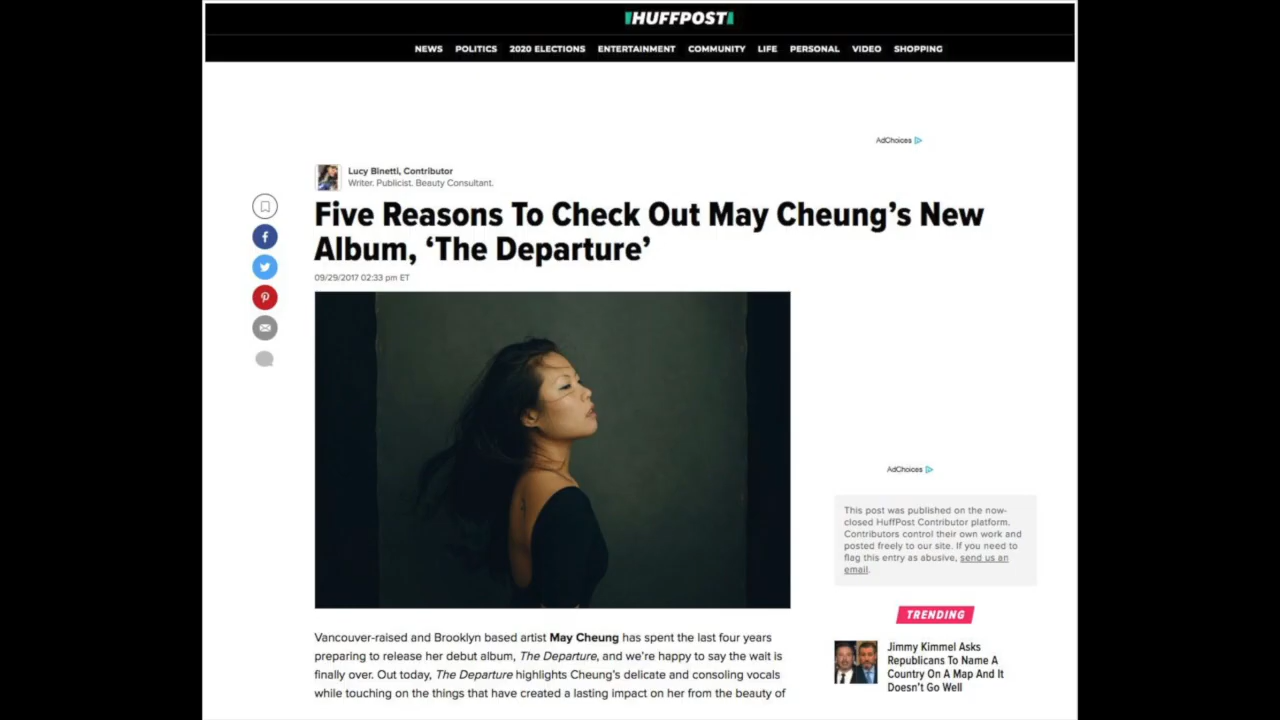 HUFFPOST
NEWS POLITICS 2020 ELECTIONS ENTERTAINMENT COMMUNITY LIFE PERSONAL VIDEO SHOPPING
AdChoices
Lucy Binetti, Contributor
Writer. Publicist. Beauty Consultant.
Five Reasons To Check Out May Cheung’s New
Album, ‘The Departure’
09/29/2017 02:33 pm ET
Vancouver-raised and Brooklyn based artist May Cheung has spent the last four years
preparing to release her debut album, The Departure, and we’re happy to say the wait is
finally over. Out today, The Departure highlights Cheung’s delicate and consoling vocals
while touching on the things that have created a lasting impact on her from the beauty of
AdChoices
This post was published on the now-
closed HuffPost Contributor platform.
Contributors control their own work and
posted freely to our site. If you need to
flag this entry as abusive, send us an
email.
TRENDING
Jimmy Kimmel Asks
Republicans To Name A
Country On A Map And It
Doesn’t Go Well